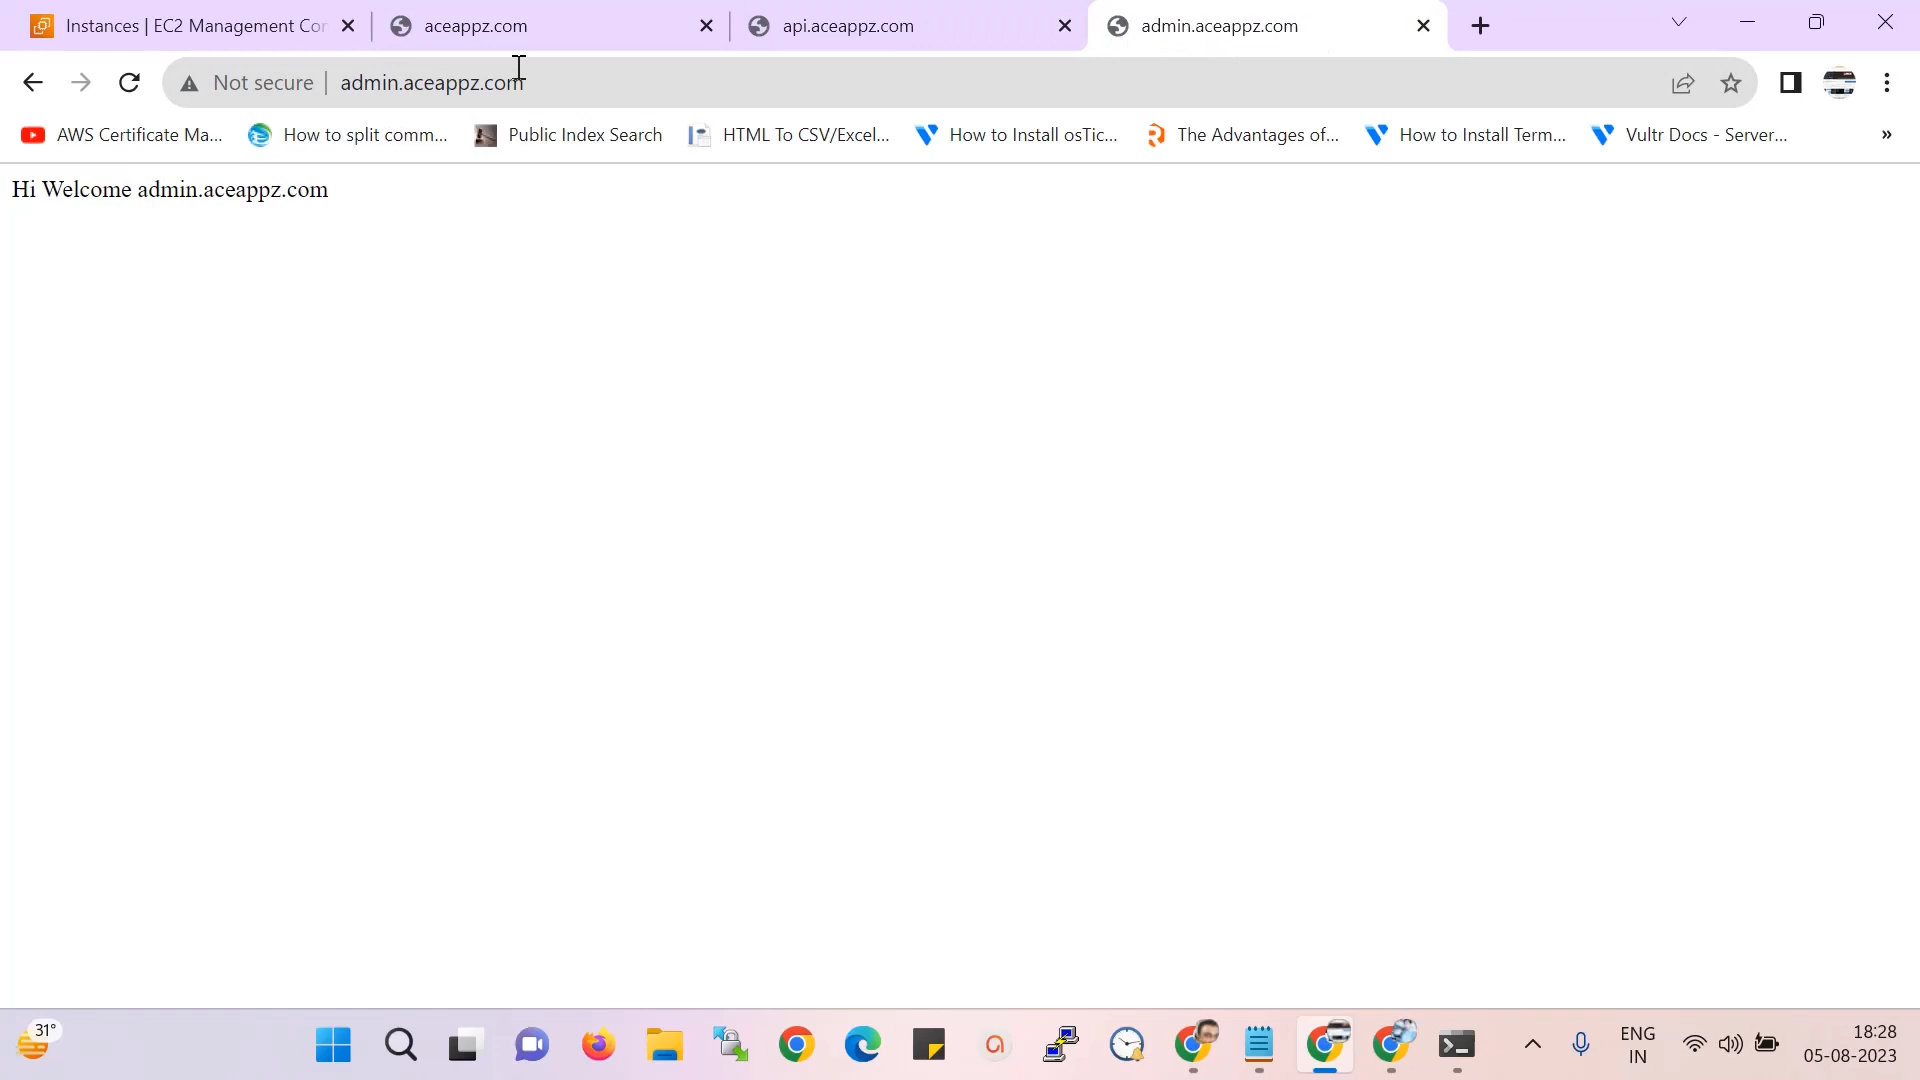 Instances | EC2 Management Cor
aceappz.com
api.aceappz.com
admin.aceappz.com
Not secure
admin.aceappz.com
AWS Certificate Ma...
How to split comm...
Public Index Search
HTML To CSV/Excel...
How to Install osTic...
The Advantages of...
How to Install Term...
Vultr Docs - Server...
»
Hi Welcome admin.aceappz.com
31°
ENG
IN
18:28
05-08-2023